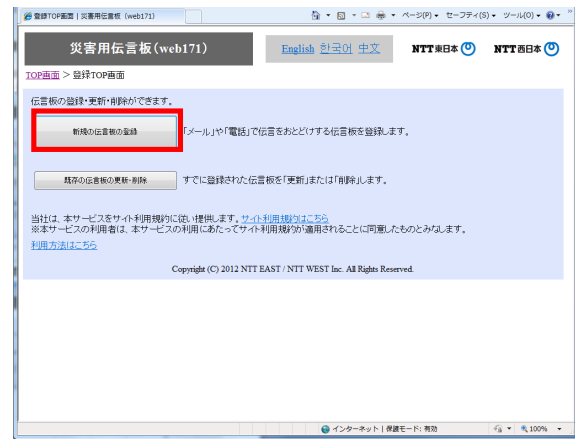 登録TOP画面 | 災害用伝言板 (web171)
ページ(P) セーフティ(S) ツール(O)
災害用伝言板(web171)
English 한국어 中文
NTT東日本 NTT西日本
TOP画面 > 登録TOP画面
伝言板の登録・更新・削除ができます。
新規の伝言板の登録
「メール」や「電話」で伝言をおとどけする伝言板を登録します。
既存の伝言板の更新・削除
すでに登録された伝言板を「更新」または「削除」します。
当社は、本サービスをサイト利用規約に従い提供します。サイト利用規約はこちら
※本サービスの利用者は、本サービスの利用にあたってサイト利用規約が適用されることに同意したものとみなします。
利用方法はこちら
Copyright (C) 2012 NTT EAST / NTT WEST Inc. All Rights Reserved.
インターネット | 保護モード: 有効
100%